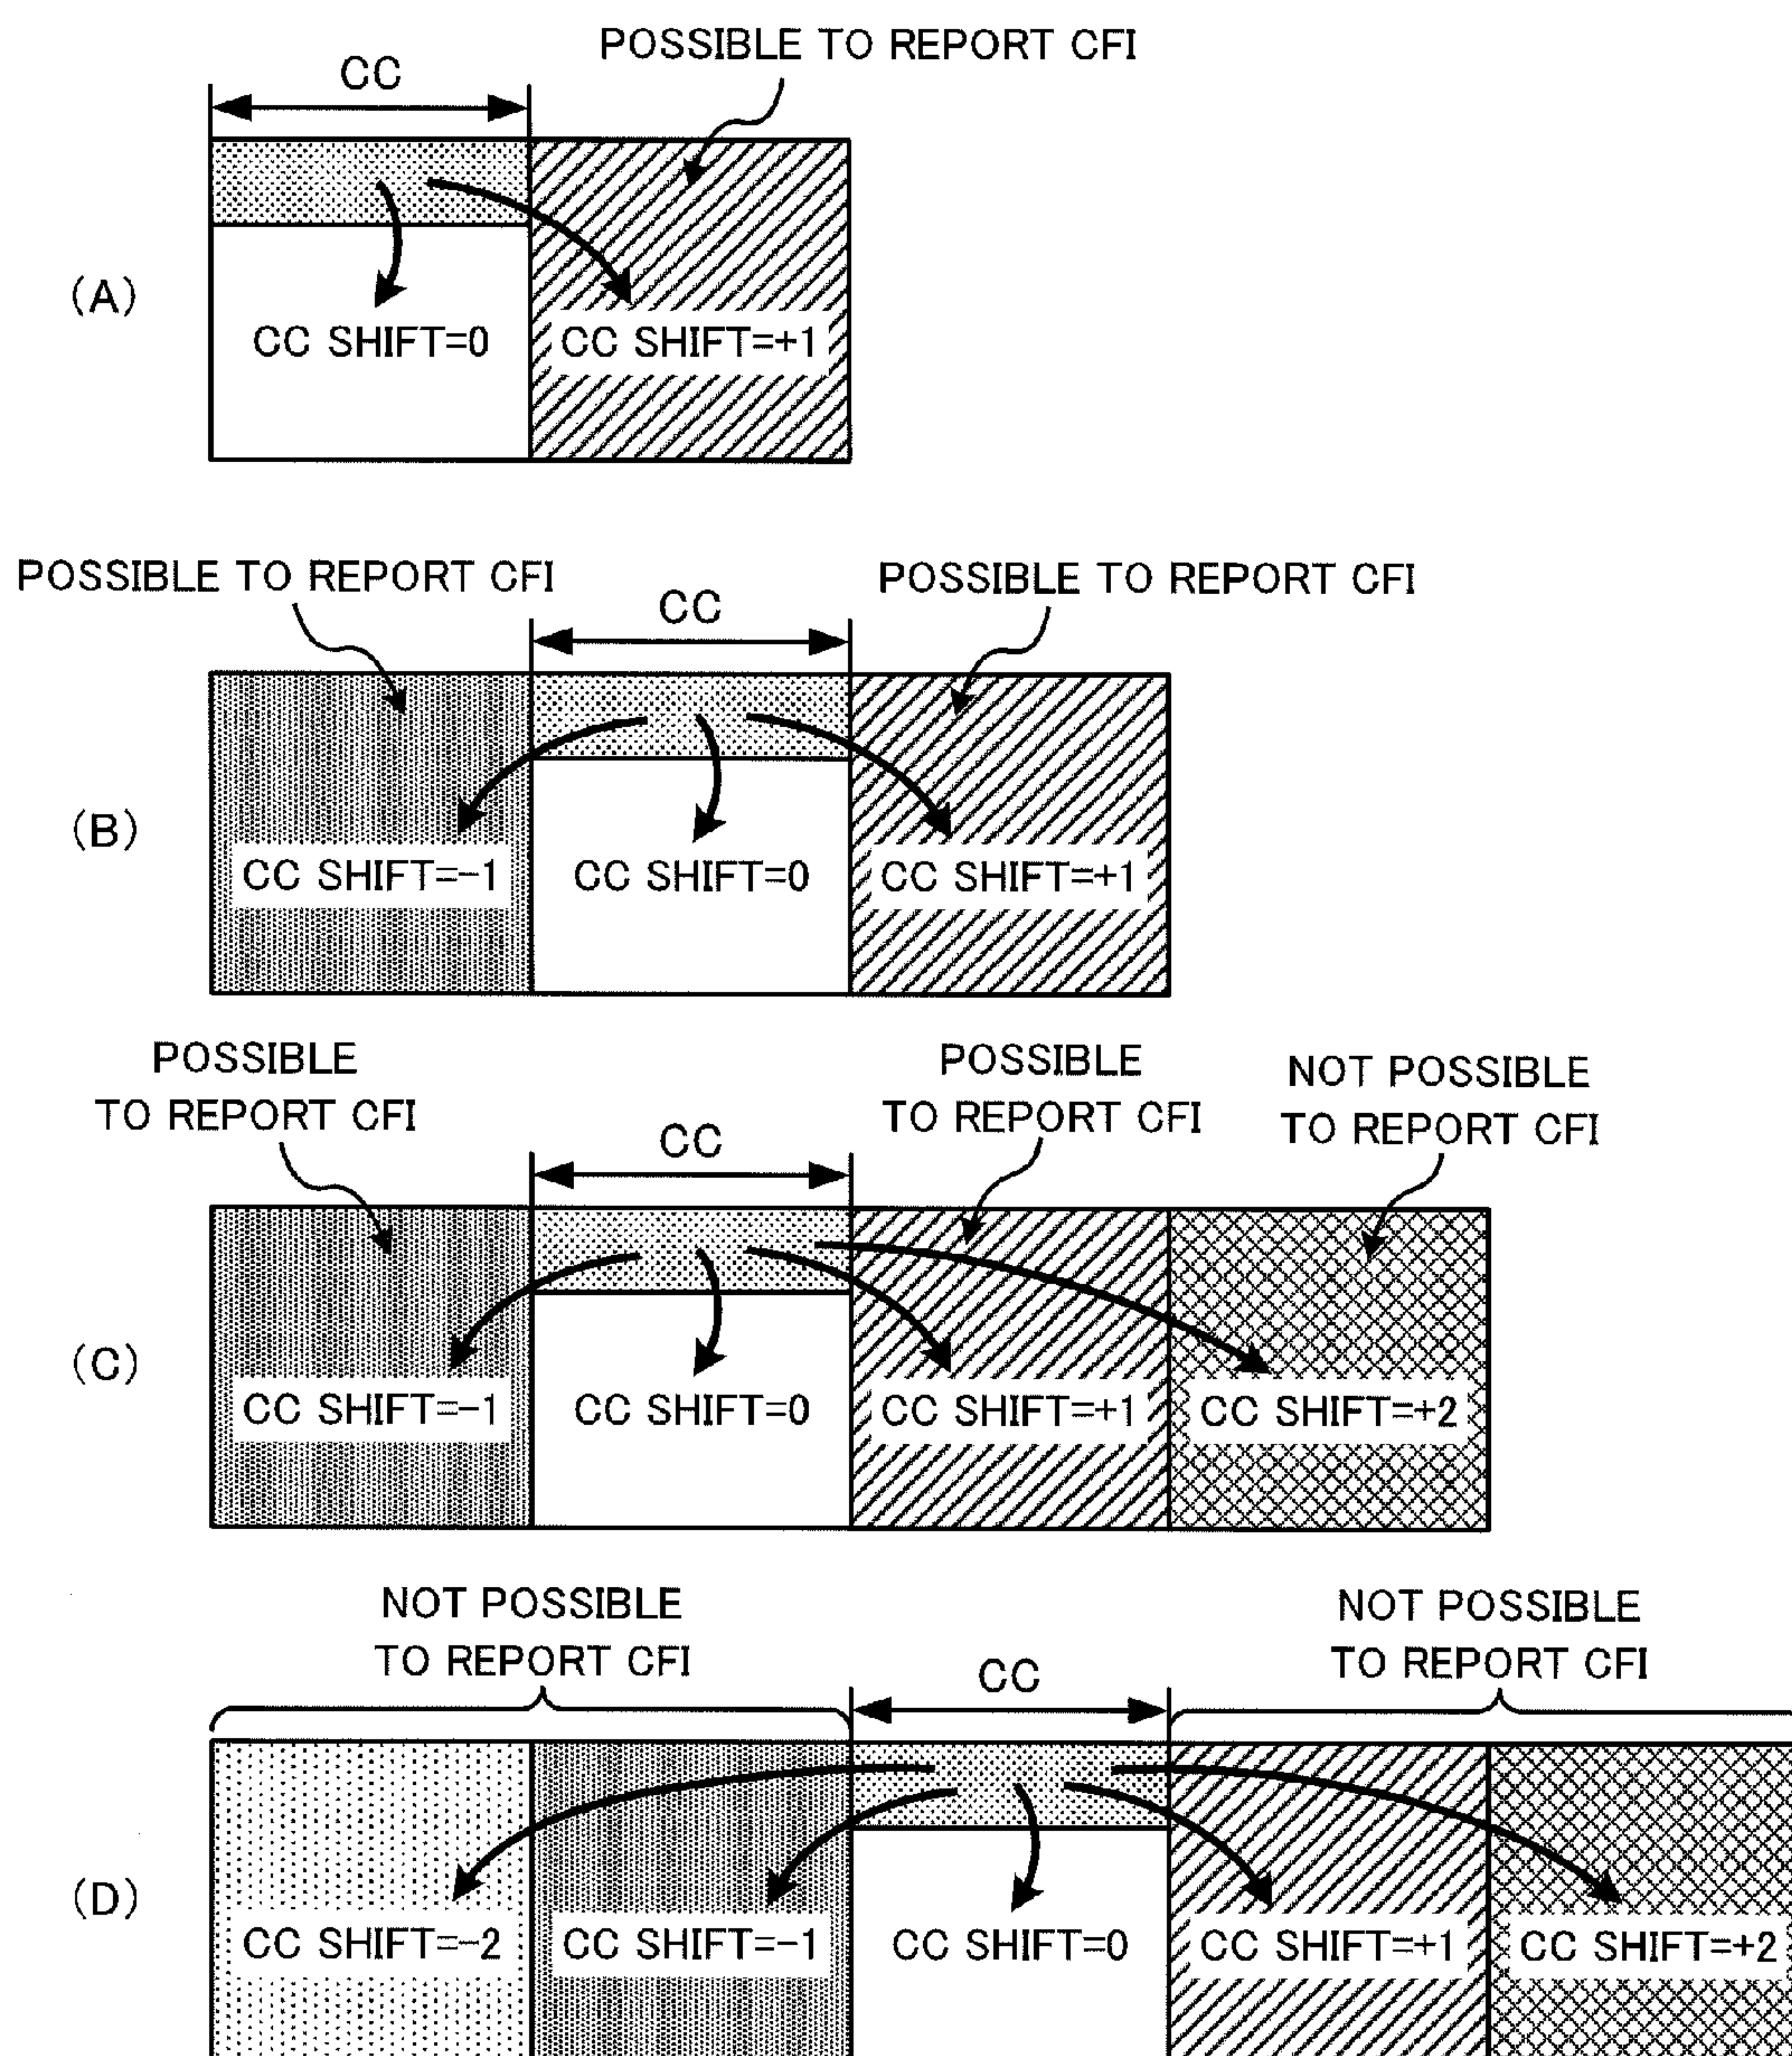 POSSIBLE TO REPORT CFI
CC
(A)
CC SHIFT=0
CC SHIFT=+1
POSSIBLE TO REPORT CFI
CC
POSSIBLE TO REPORT CFI
(B)
CC SHIFT=-1
CC SHIFT=0
CC SHIFT=+1
POSSIBLE
TO REPORT CFI
CC
POSSIBLE
TO REPORT CFI
NOT POSSIBLE
TO REPORT CFI
(C)
CC SHIFT=-1
CC SHIFT=0
CC SHIFT=+1
CC SHIFT=+2
NOT POSSIBLE
TO REPORT CFI
CC
NOT POSSIBLE
TO REPORT CFI
(D)
CC SHIFT=-2
CC SHIFT=-1
CC SHIFT=0
CC SHIFT=+1
CC SHIFT=+2